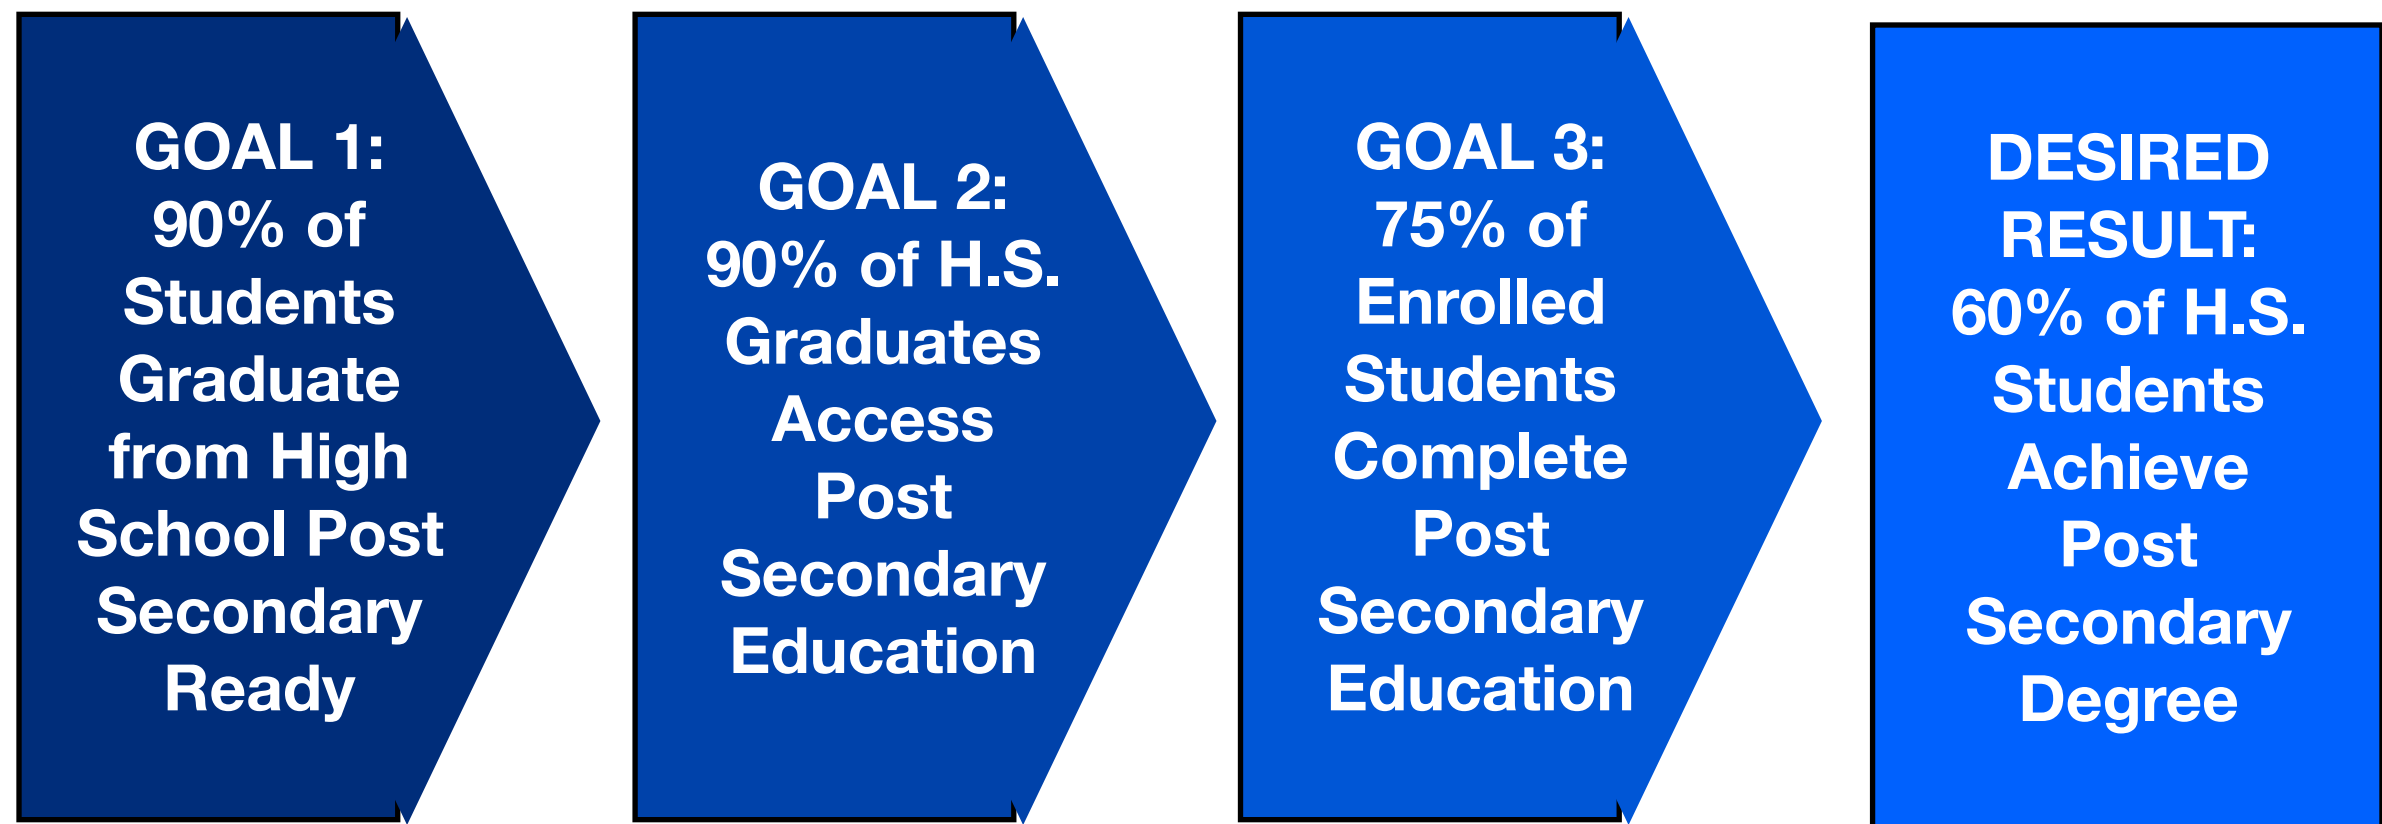 GOAL 1:
90% of
Students
Graduate
from High
School Post
Secondary
Ready
GOAL 2:
90% of H.S.
Graduates
Access
Post
Secondary
Education
GOAL 3:
75% of
Enrolled
Students
Complete
Post
Secondary
Education
DESIRED
RESULT:
60% of H.S.
Students
Achieve
Post
Secondary
Degree